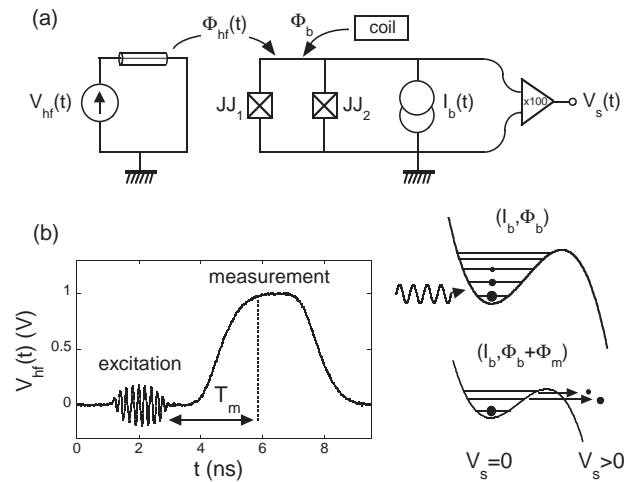 (a)
Φhf(t)
Φb
coil
Vhf(t)
JJ1
JJ2
Ib(t)
x100
Vs(t)
(b)
measurement
excitation
Tm
Vhf(t) (V)
1
0.5
0
0 2 4 6 8
t (ns)
(Ib,Φb)
(Ib,Φb+Φm)
Vs=0
Vs>0